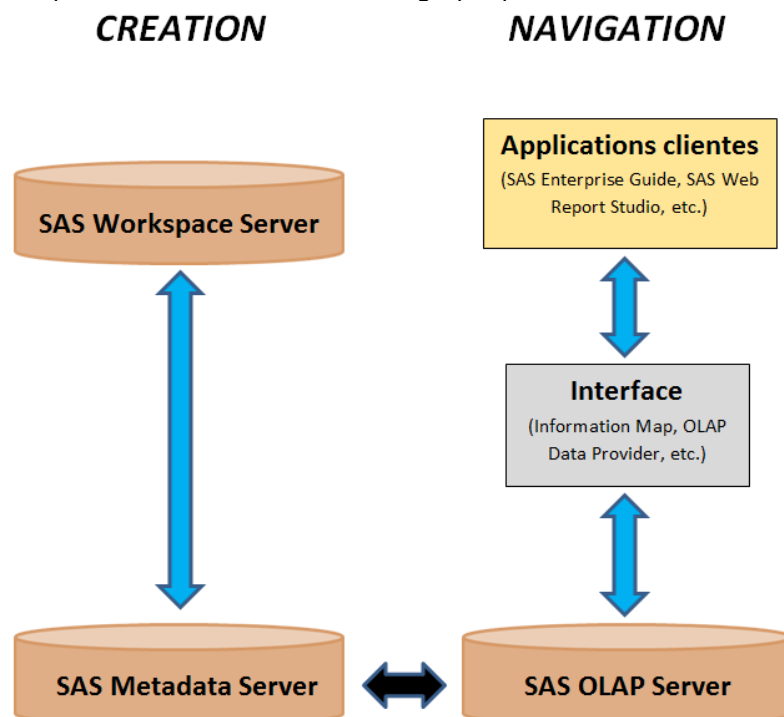 CREATION
NAVIGATION
SAS Workspace Server
Applications clientes
(SAS Enterprise Guide, SAS Web
Report Studio, etc.)
Interface
(Information Map, OLAP
Data Provider, etc.)
SAS Metadata Server
SAS OLAP Server